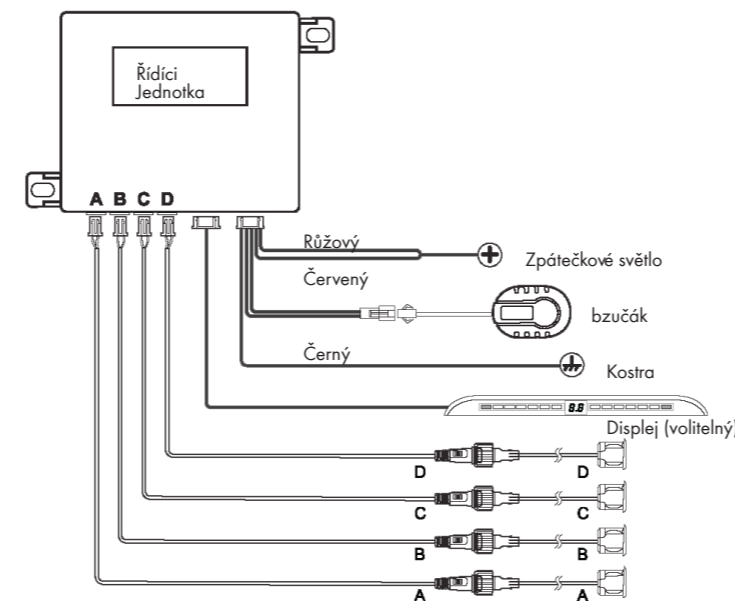 Řídíci
Jednotka
A B C D
Růžový
Zpátečkové světlo
Červený
bzučák
Černý
Kostra
8.8
Displej (volitelný)
D D
C C
B B
A A